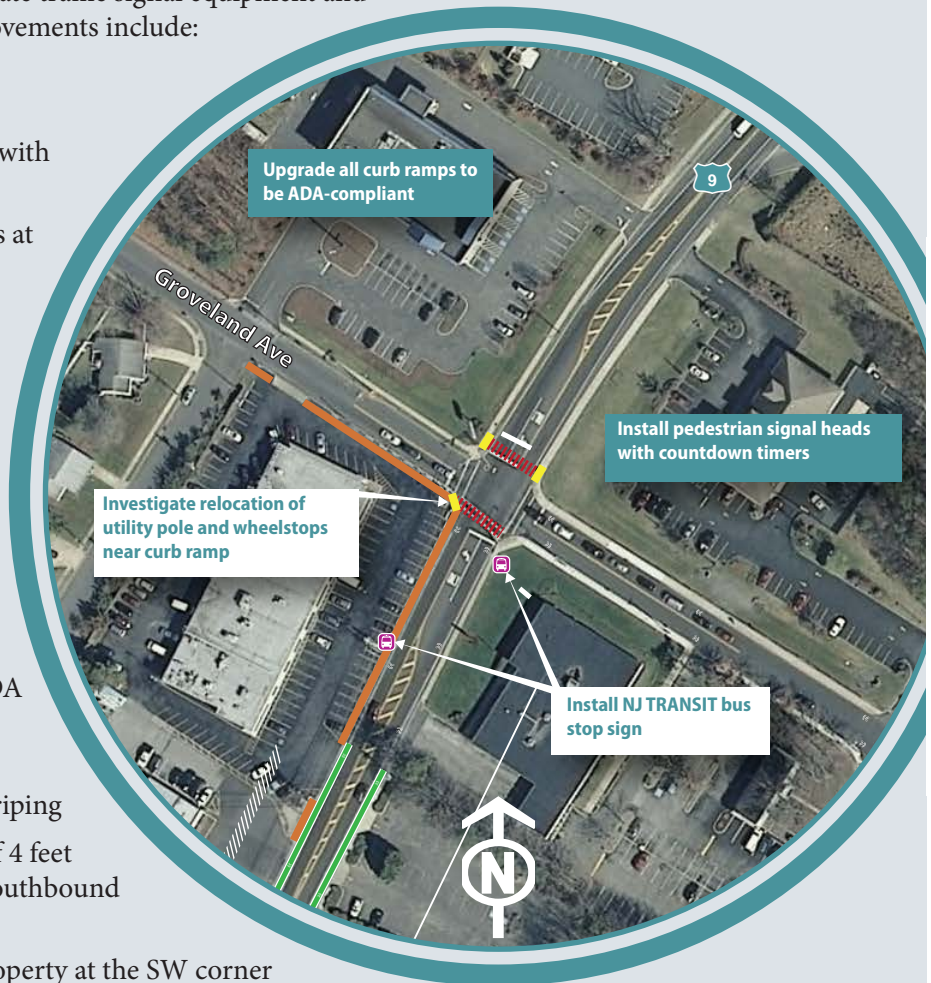 ate traffic signal equipment and
ovements include:
with
s at
DA
riping
f 4 feet
outhbound
operty at the SW corner
Upgrade all curb ramps to
be ADA-compliant
9
Groveland Ave
Install pedestrian signal heads
with countdown timers
Investigate relocation of
utility pole and wheelstops
near curb ramp
Install NJ TRANSIT bus
stop sign
N